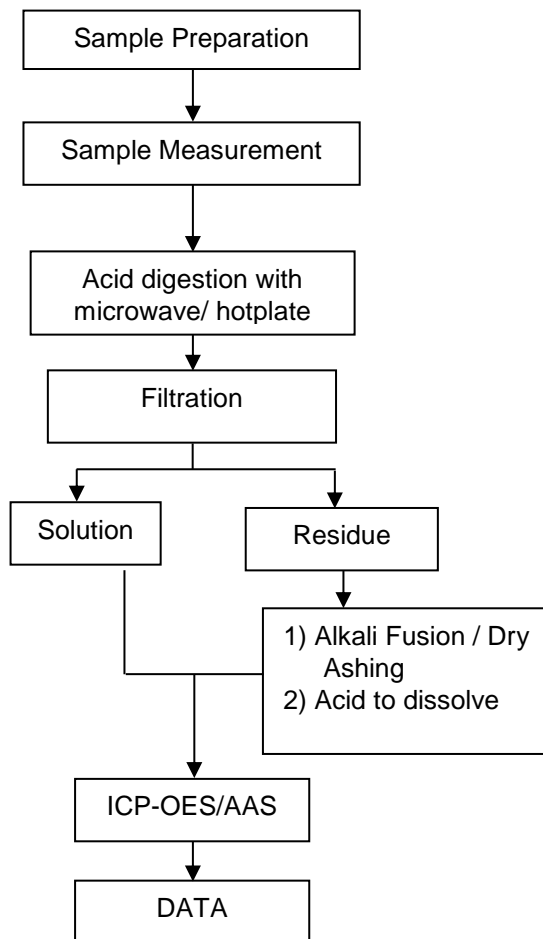 Sample Preparation
Sample Measurement
Acid digestion with
microwave/ hotplate
Filtration
Solution
Residue
1) Alkali Fusion / Dry
Ashing
2) Acid to dissolve
ICP-OES/AAS
DATA